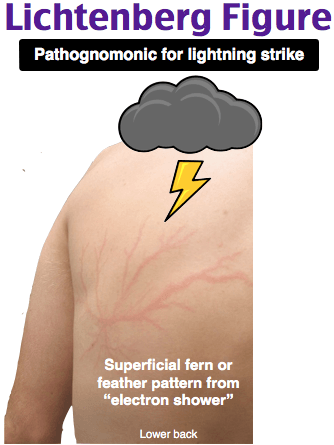 Lichtenberg Figure
Pathognomonic for lightning strike
Superficial fern or
feather pattern from
“electron shower”
Lower back